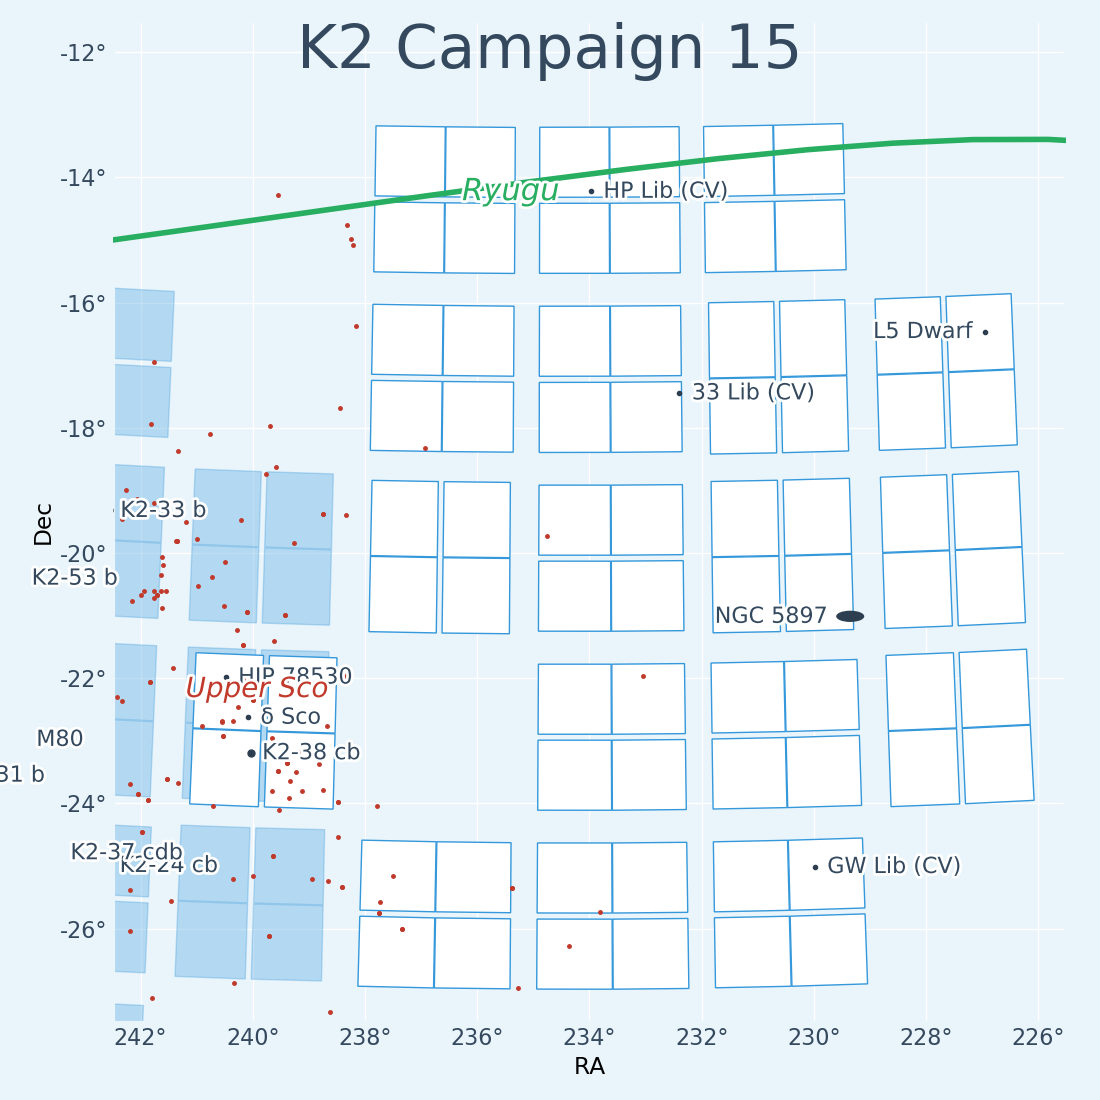 K2 Campaign 15
-12°
-14°
Ryugu
HP Lib (CV)
-16°
L5 Dwarf
33 Lib (CV)
-18°
K2-33 b
Dec
-20°
K2-53 b
NGC 5897
-22°
HIP 78530
Upper Sco
δ Sco
M80
K2-38 cb
31 b
-24°
K2-37 cdb
K2-24 cb
GW Lib (CV)
-26°
242°
240°
238°
236°
234°
232°
230°
228°
226°
RA